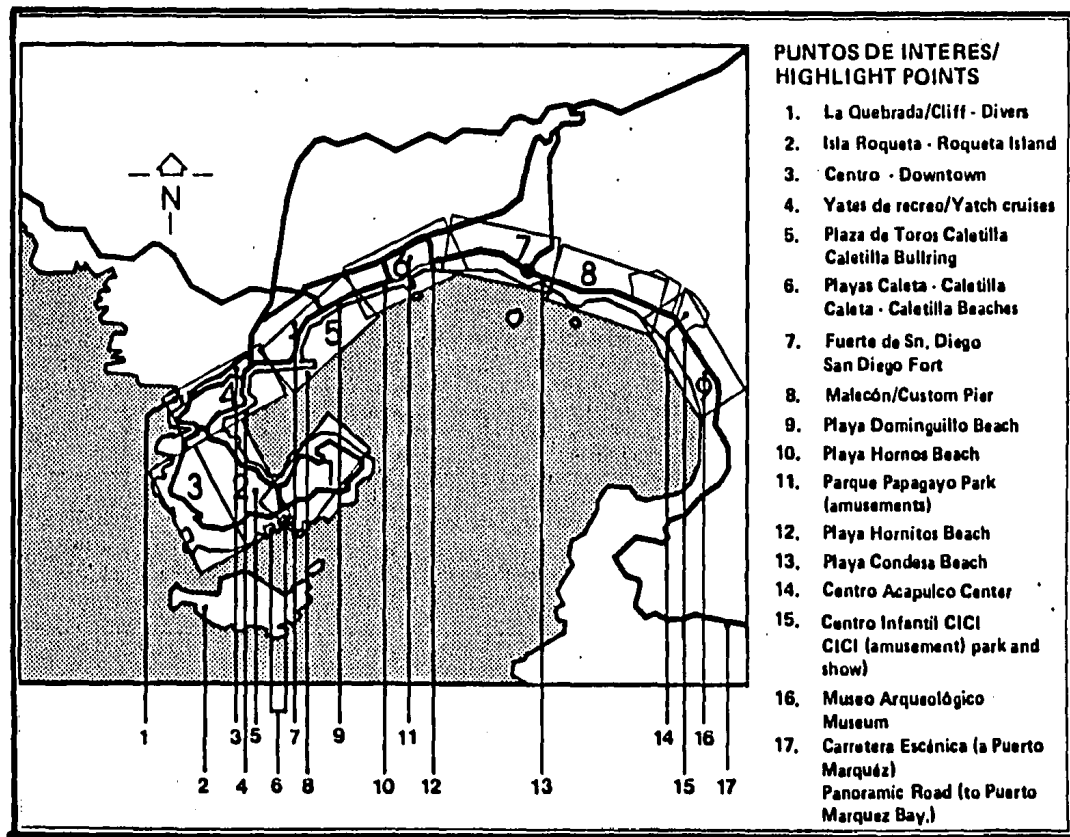 PUNTOS DE INTERES/
HIGHLIGHT POINTS
1. La Quebrada/Cliff - Divers
2. Isla Roqueta - Roqueta Island
3. Centro - Downtown
4. Yates de recreo/Yatch cruises
5. Plaza de Toros Caletilla
Caletilla Bullring
6. Playas Caleta - Caletilla
Caleta - Caletilla Beaches
7. Fuerte de Sn. Diego
San Diego Fort
8. Malecón/Custom Pier
9. Playa Dominguillo Beach
10. Playa Hornos Beach
11. Parque Papagayo Park
(amusements)
12. Playa Hornitos Beach
13. Playa Condesa Beach
14. Centro Acapulco Center
15. Centro Infantil CICI
CICI (amusement) park and
show)
16. Museo Arqueológico
Museum
17. Carretera Escénica (a Puerto
Marquéz)
Panoramic Road (to Puerto
Marquez Bay.)
N
7
8
6
5
9
4
3
1 3 5 7 9 11 14 16
2 4 6 8 10 12 13 15 17